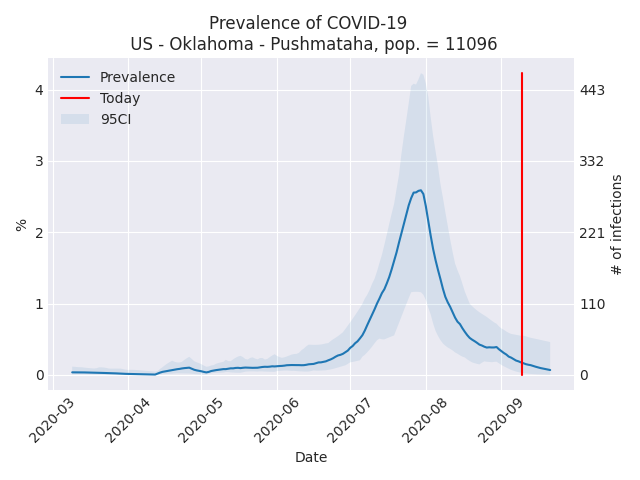 Prevalence of COVID-19
US - Oklahoma - Pushmataha, pop. = 11096
Prevalence
Today
95CI
4
3
2
1
0
%
443
332
221
110
0
# of infections
2020-03
2020-04
2020-05
2020-06
2020-07
2020-08
2020-09
Date